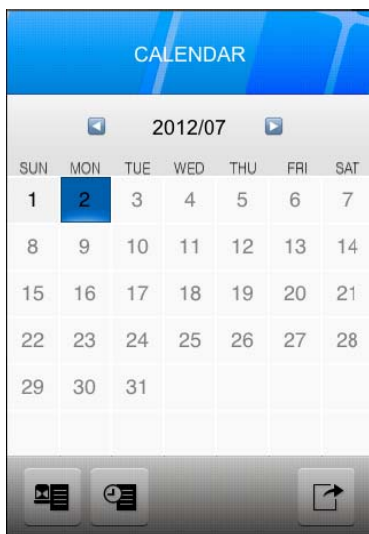 CALENDAR
2012/07
SUN MON TUE WED THU FRI SAT
1 2 3 4 5 6 7
8 9 10 11 12 13 14
15 16 17 18 19 20 21
22 23 24 25 26 27 28
29 30 31